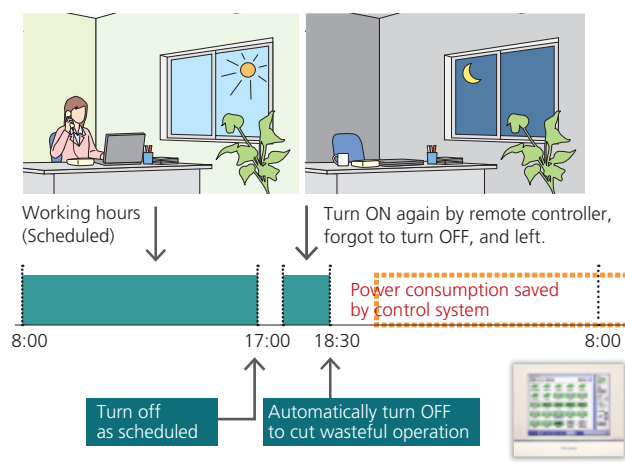 Working hours
(Scheduled)
Turn ON again by remote controller,
forgot to turn OFF, and left.
Power consumption saved
by control system
8:00
17:00
18:30
8:00
Turn off
as scheduled
Automatically turn OFF
to cut wasteful operation